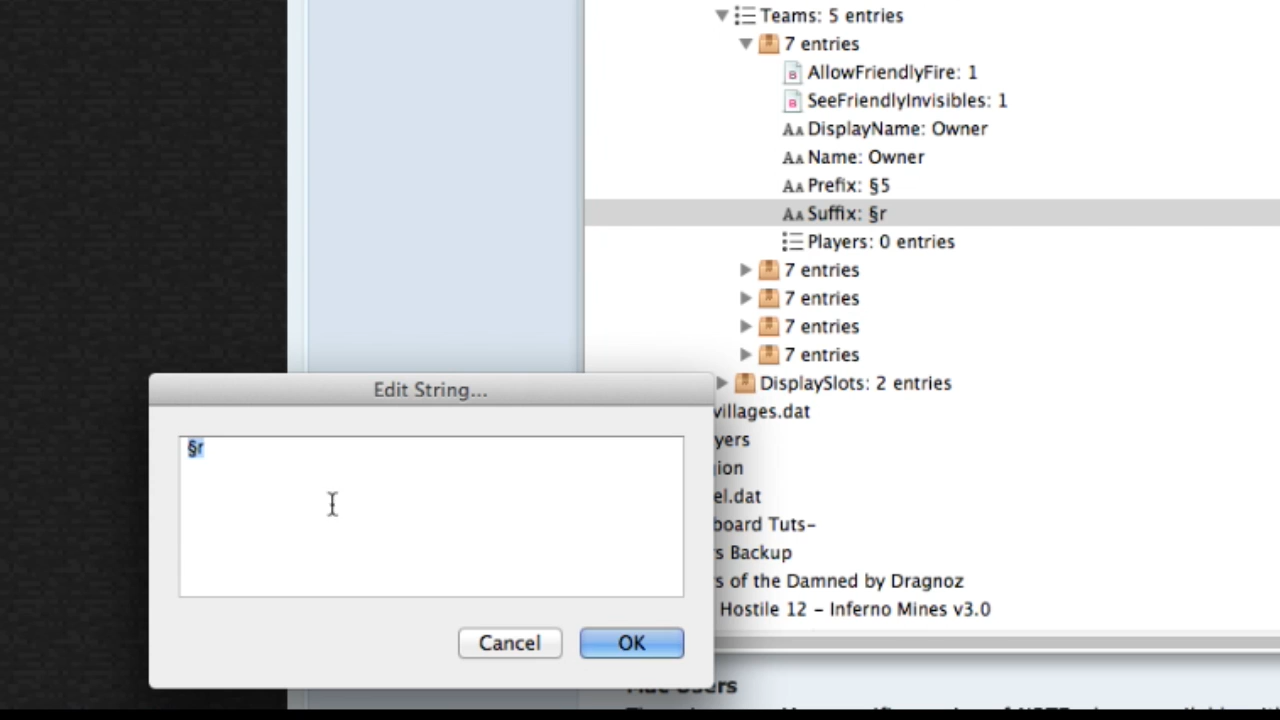 Teams: 5 entries
7 entries
AllowFriendlyFire: 1
SeeFriendlyInvisibles: 1
DisplayName: Owner
Name: Owner
Prefix: §5
Suffix: §r
Players: 0 entries
7 entries
7 entries
7 entries
7 entries
DisplaySlots: 2 entries
villages.dat
yers
ion
el.dat
board Tuts-
s Backup
s of the Damned by Dragnoz
Hostile 12 - Inferno Mines v3.0
Edit String...
§r
Cancel
OK
Mac Users